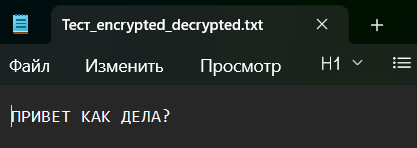 Тест_encrypted_decrypted.txt
Файл Изменить Просмотр H1
ПРИВЕТ КАК ДЕЛА?